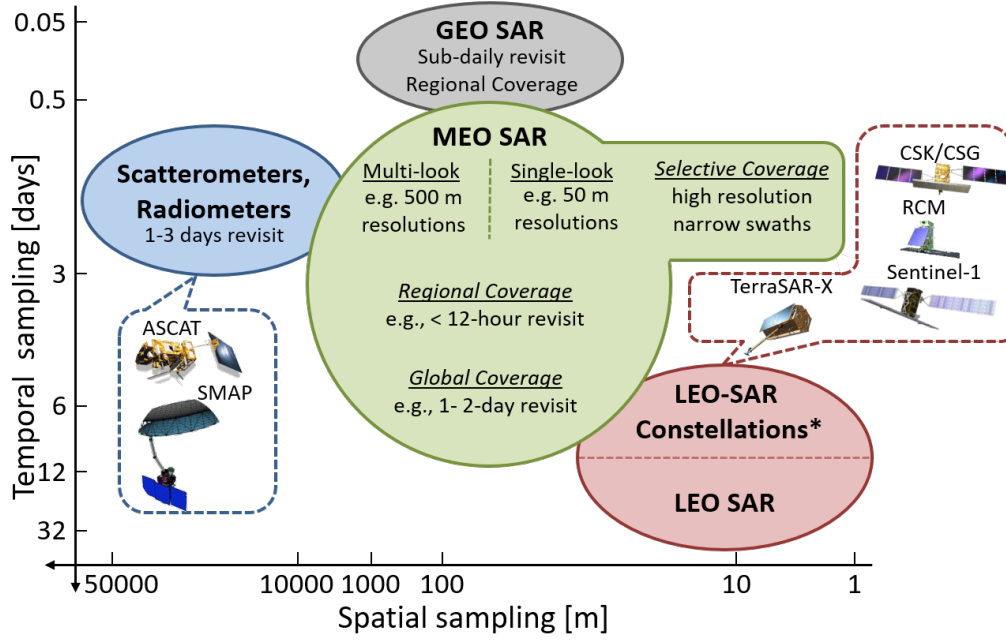 0.05
0.5
3
6
12
32
Temporal sampling [days]
GEO SAR
Sub-daily revisit
Regional Coverage
MEO SAR
Multi-look
e.g. 500 m
resolutions
Single-look
e.g. 50 m
resolutions
Selective Coverage
high resolution
narrow swaths
Regional Coverage
e.g., < 12-hour revisit
Global Coverage
e.g., 1- 2-day revisit
Scatterometers,
Radiometers
1-3 days revisit
ASCAT
SMAP
CSK/CSG
RCM
Sentinel-1
TerraSAR-X
LEO-SAR
Constellations*
LEO SAR
50000 10000 1000 100 10 1
Spatial sampling [m]